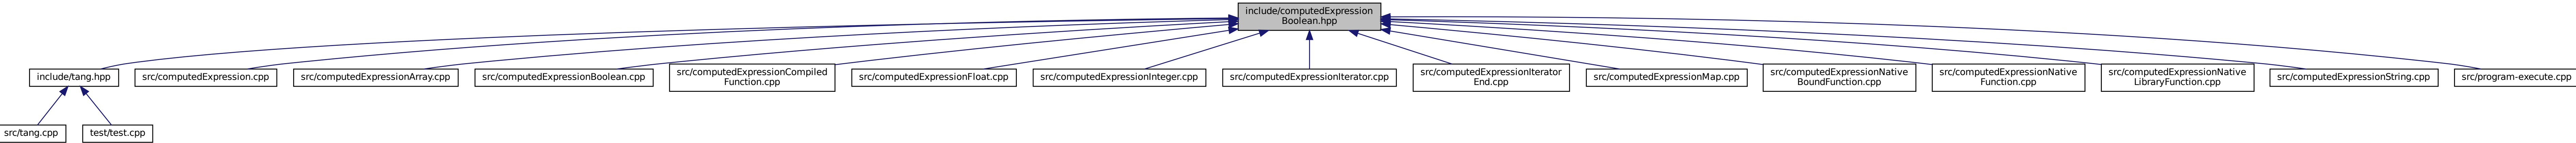 include/computedExpression
Boolean.hpp
include/tang.hpp
src/computedExpression.cpp
src/computedExpressionArray.cpp
src/computedExpressionBoolean.cpp
src/computedExpressionCompiled
Function.cpp
src/computedExpressionFloat.cpp
src/computedExpressionInteger.cpp
src/computedExpressionIterator.cpp
src/computedExpressionIterator
End.cpp
src/computedExpressionMap.cpp
src/computedExpressionNative
BoundFunction.cpp
src/computedExpressionNative
Function.cpp
src/computedExpressionNative
LibraryFunction.cpp
src/computedExpressionString.cpp
src/program-execute.cpp
src/tang.cpp
test/test.cpp